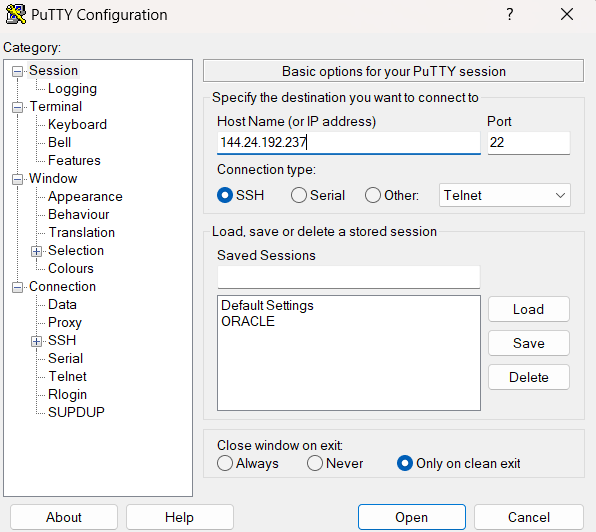 PuTTY Configuration
?
Category:
Session
Logging
Terminal
Keyboard
Bell
Features
Window
Appearance
Behaviour
Translation
Selection
Colours
Connection
Data
Proxy
SSH
Serial
Telnet
Rlogin
SUPDUP
Basic options for your PuTTY session
Specify the destination you want to connect to
Host Name (or IP address) Port
144.24.192.237 22
Connection type:
SSH Serial Other: Telnet
Load, save or delete a stored session
Saved Sessions
Default Settings
ORACLE
Load
Save
Delete
Close window on exit:
Always Never Only on clean exit
About Help Open Cancel